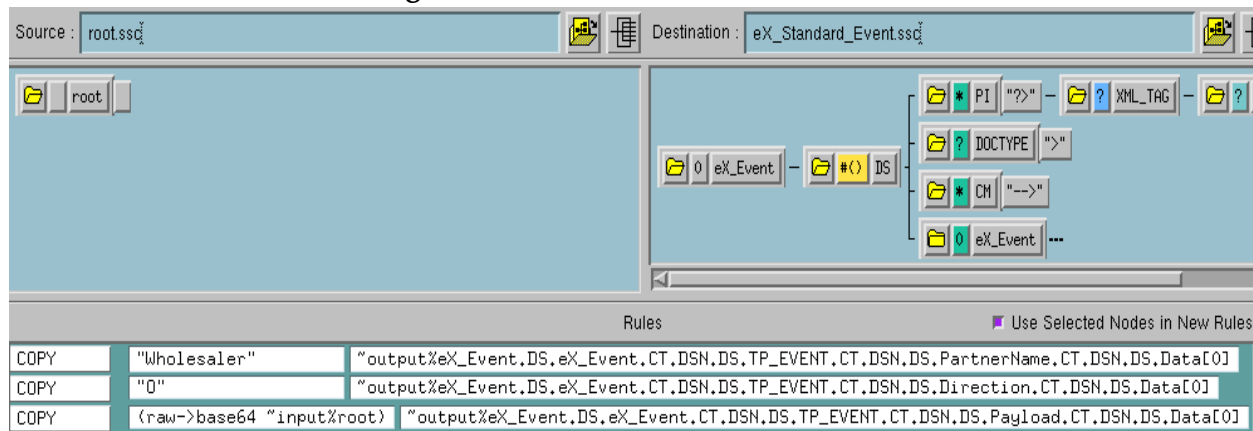 Source : root.ssc
Destination : eX_Standard_Event.ssc
root
* PI "?>" ? XML_TAG ?
? DOCTYPE ">"
0 eX_Event #() DS
* CM "-->"
0 eX_Event
Rules
Use Selected Nodes in New Rules
COPY "Wholesaler" ~output%eX_Event.DS.eX_Event.CT.DSN.DS.TP_EVENT.CT.DSN.DS.PartnerName.CT.DSN.DS.Data[0]
COPY "O" ~output%eX_Event.DS.eX_Event.CT.DSN.DS.TP_EVENT.CT.DSN.DS.Direction.CT.DSN.DS.Data[0]
COPY (raw->base64 ~input%root) ~output%eX_Event.DS.eX_Event.CT.DSN.DS.TP_EVENT.CT.DSN.DS.Payload.CT.DSN.DS.Data[0]